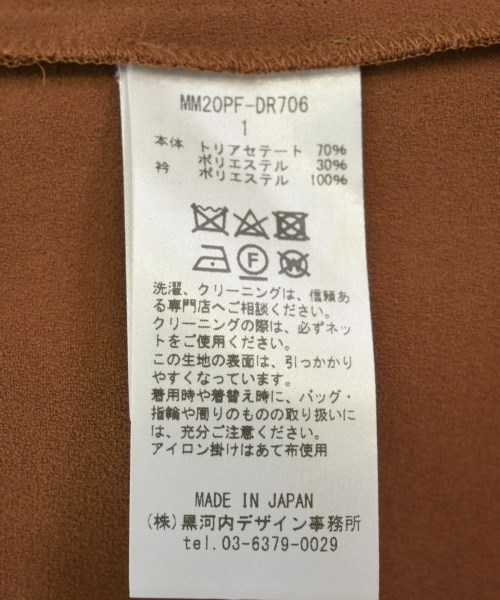 MM20PF-DR706
1
本体 トリアセテート 70%
ポリエステル 30%
衿 ポリエステル 100%
F
W
洗濯、クリーニングは、信頼あ
る専門店へご相談ください。
クリーニングの際は、必ずネッ
トをご使用ください。
この生地の表面は、引っかかり
やすくなっています。
着用時や着替え時に、バッグ・
指輪や周りのものの取り扱いに
は、充分ご注意ください。
アイロン掛けはあて布使用
MADE IN JAPAN
(株)黒河内デザイン事務所
tel.03-6379-0029